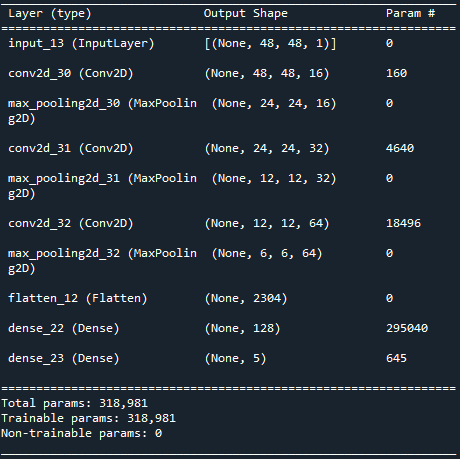 Layer (type) Output Shape Param #
=================================================================
input_13 (InputLayer) [(None, 48, 48, 1)] 0
conv2d_30 (Conv2D) (None, 48, 48, 16) 160
max_pooling2d_30 (MaxPoolin (None, 24, 24, 16) 0
g2D)
conv2d_31 (Conv2D) (None, 24, 24, 32) 4640
max_pooling2d_31 (MaxPoolin (None, 12, 12, 32) 0
g2D)
conv2d_32 (Conv2D) (None, 12, 12, 64) 18496
max_pooling2d_32 (MaxPoolin (None, 6, 6, 64) 0
g2D)
flatten_12 (Flatten) (None, 2304) 0
dense_22 (Dense) (None, 128) 295040
dense_23 (Dense) (None, 5) 645
=================================================================
Total params: 318,981
Trainable params: 318,981
Non-trainable params: 0